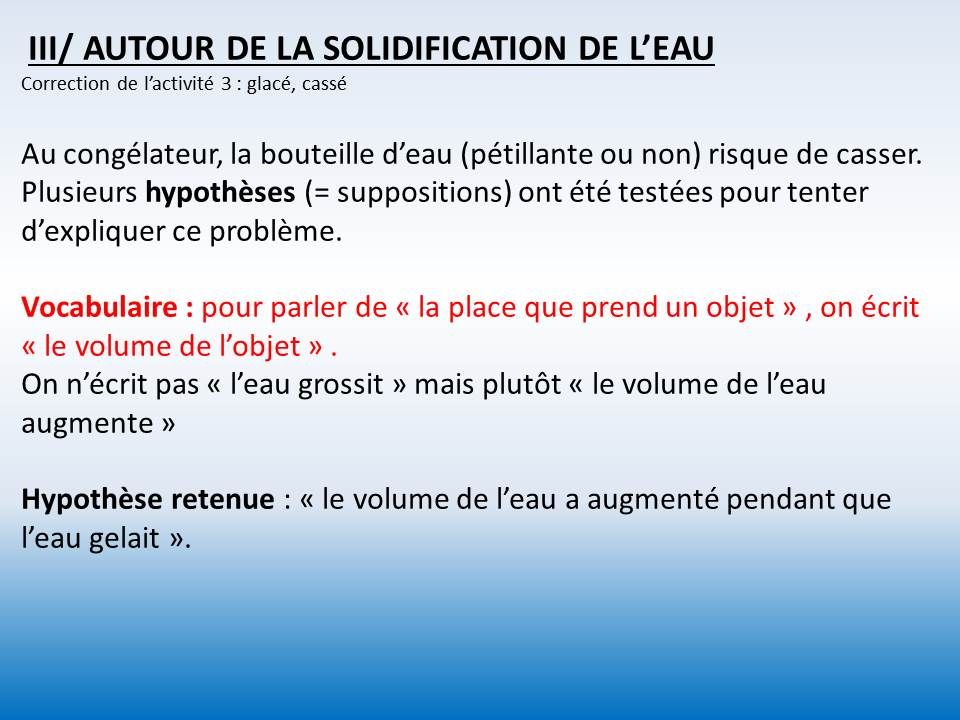 III/ AUTOUR DE LA SOLIDIFICATION DE L’EAU
Correction de l’activité 3 : glacé, cassé
Au congélateur, la bouteille d’eau (pétillante ou non) risque de casser.
Plusieurs hypothèses (= suppositions) ont été testées pour tenter
d’expliquer ce problème.
Vocabulaire : pour parler de « la place que prend un objet » , on écrit
« le volume de l’objet » .
On n’écrit pas « l’eau grossit » mais plutôt « le volume de l’eau
augmente »
Hypothèse retenue : « le volume de l’eau a augmenté pendant que
l’eau gelait ».